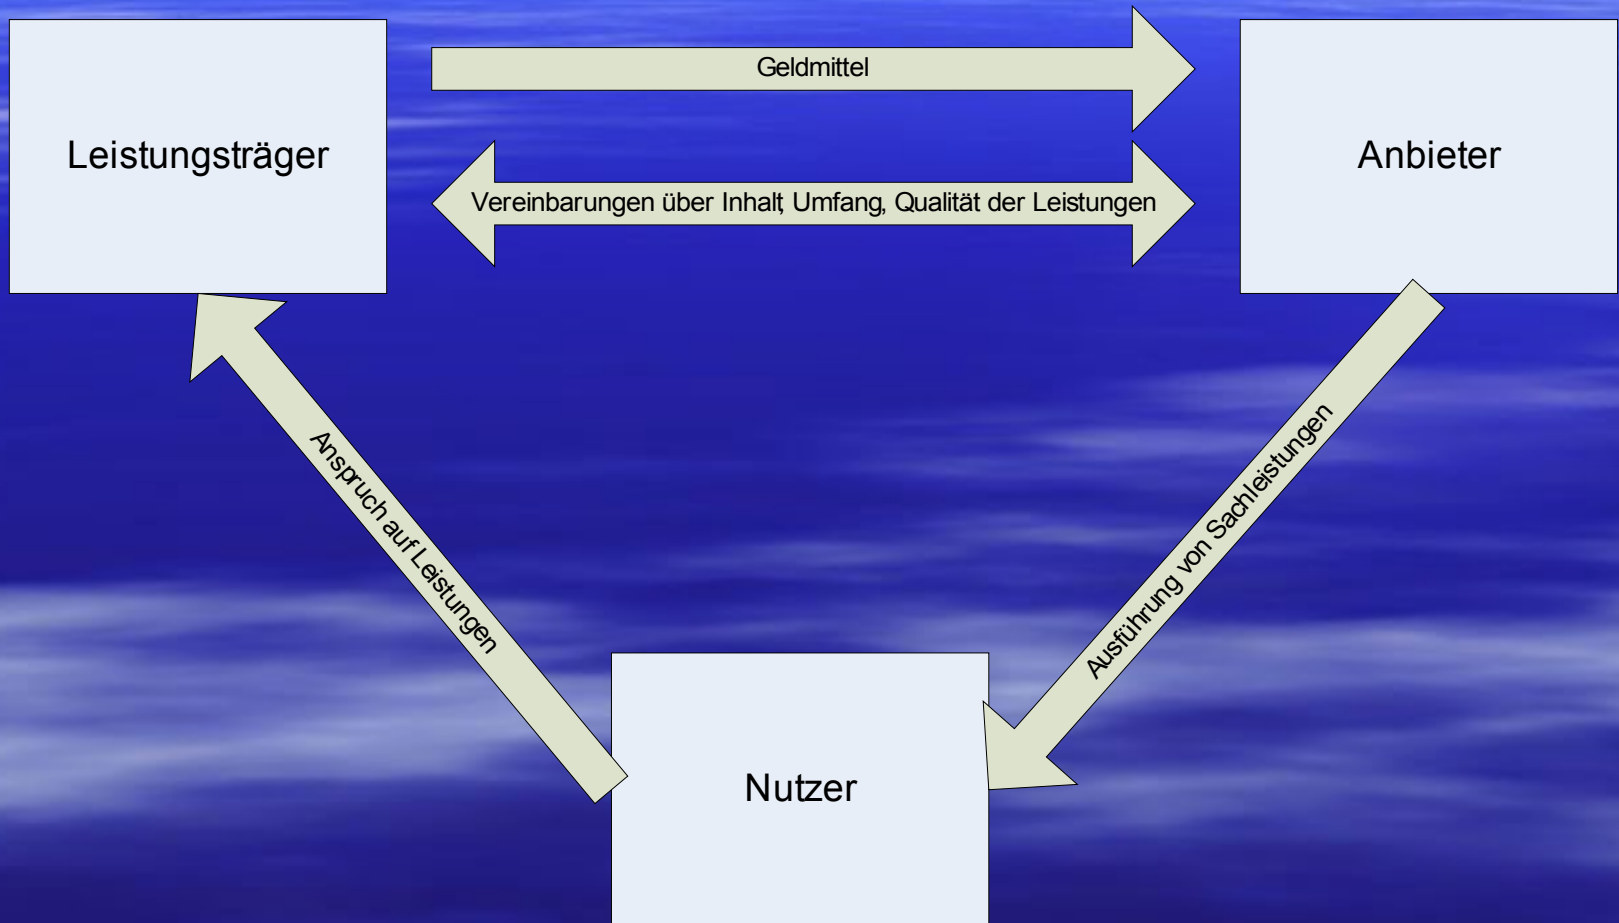 Geldmittel
Leistungsträger
Anbieter
Vereinbarungen über Inhalt, Umfang, Qualität der Leistungen
Anspruch auf Leistungen
Ausführung von Sachleistungen
Nutzer